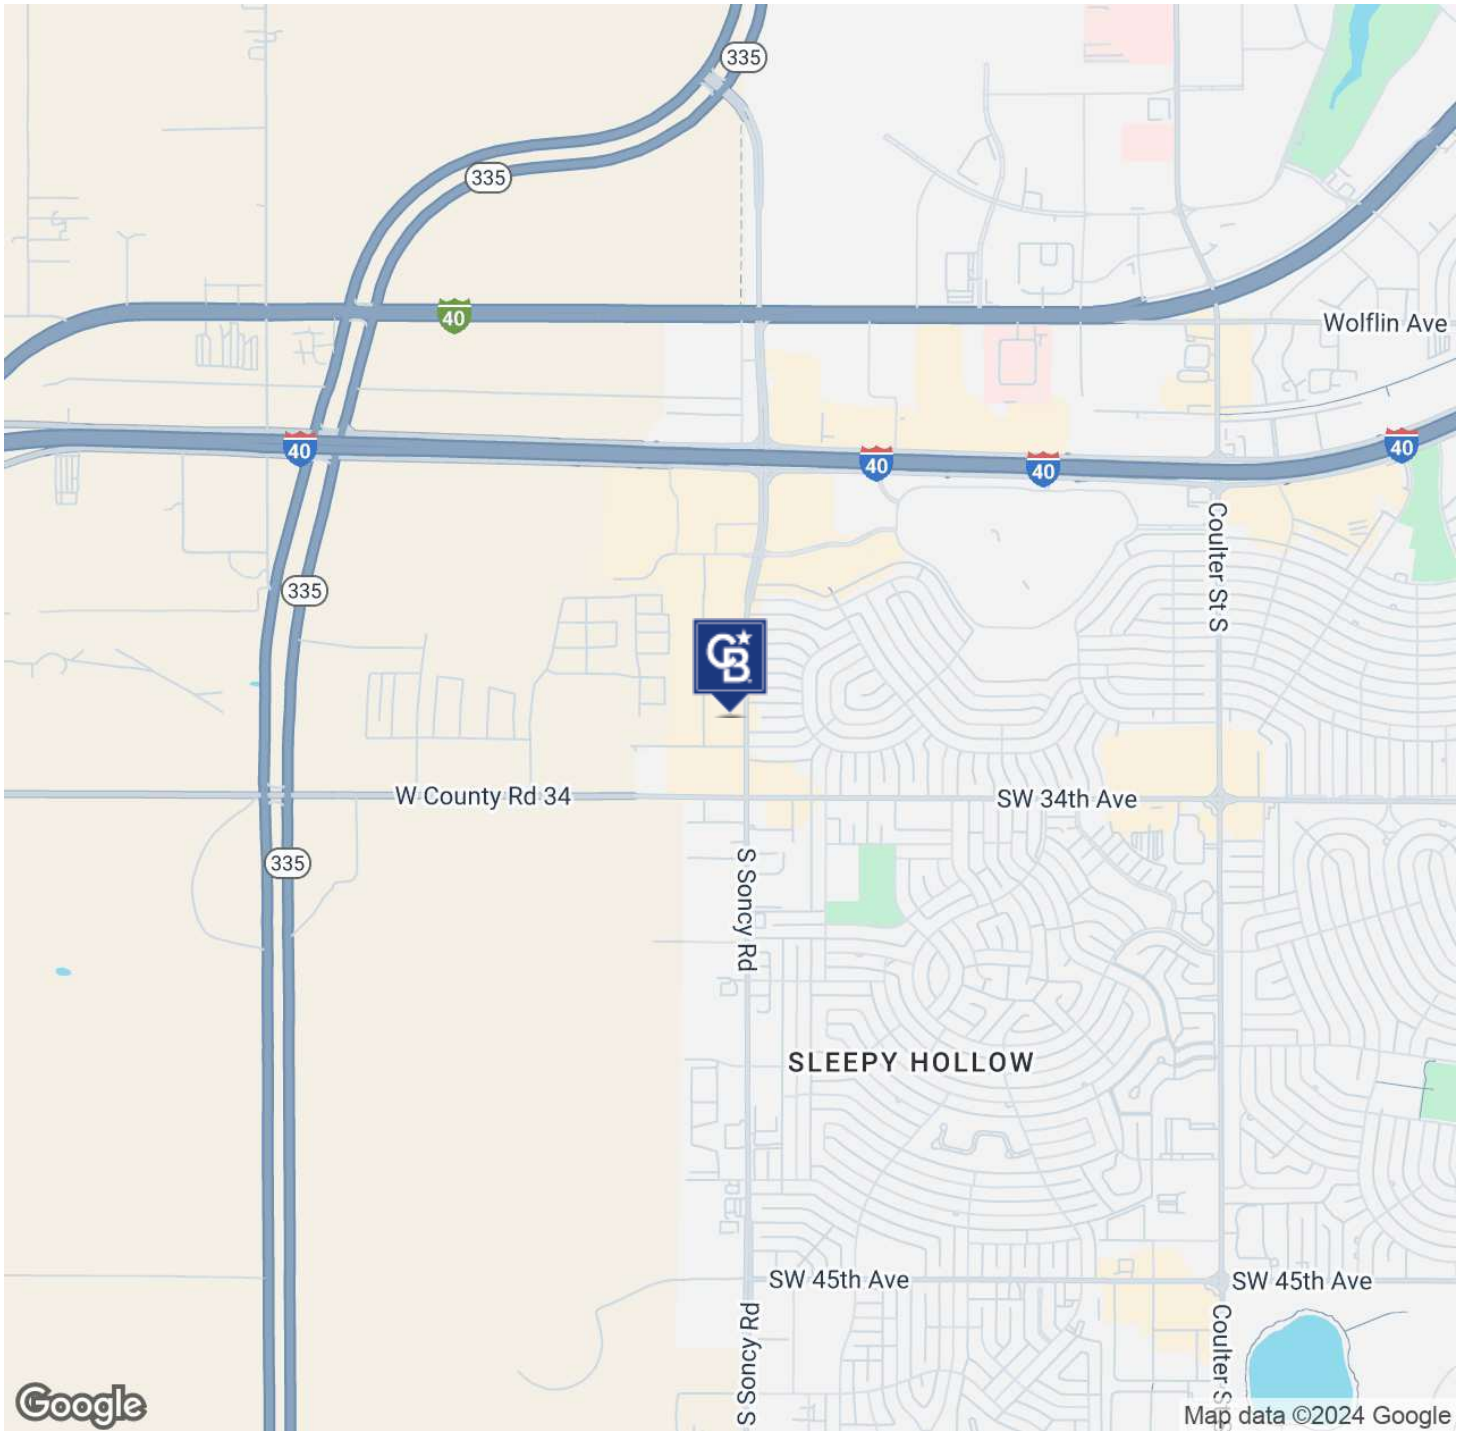 335
335
40
Wolflin Ave
40
40
40
40
Coulter St S
335
CB
W County Rd 34
SW 34th Ave
335
S Soncy Rd
SLEEPY HOLLOW
SW 45th Ave
SW 45th Ave
S Soncy Rd
Coulter St S
Google
Map data ©2024 Google